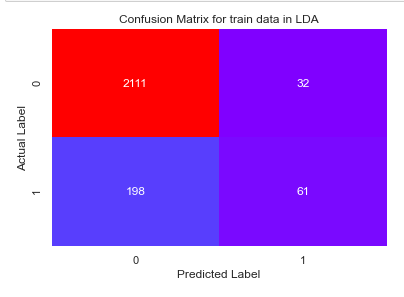 Confusion Matrix for train data in LDA
Actual Label
0
2111
32
1
198
61
0
1
Predicted Label